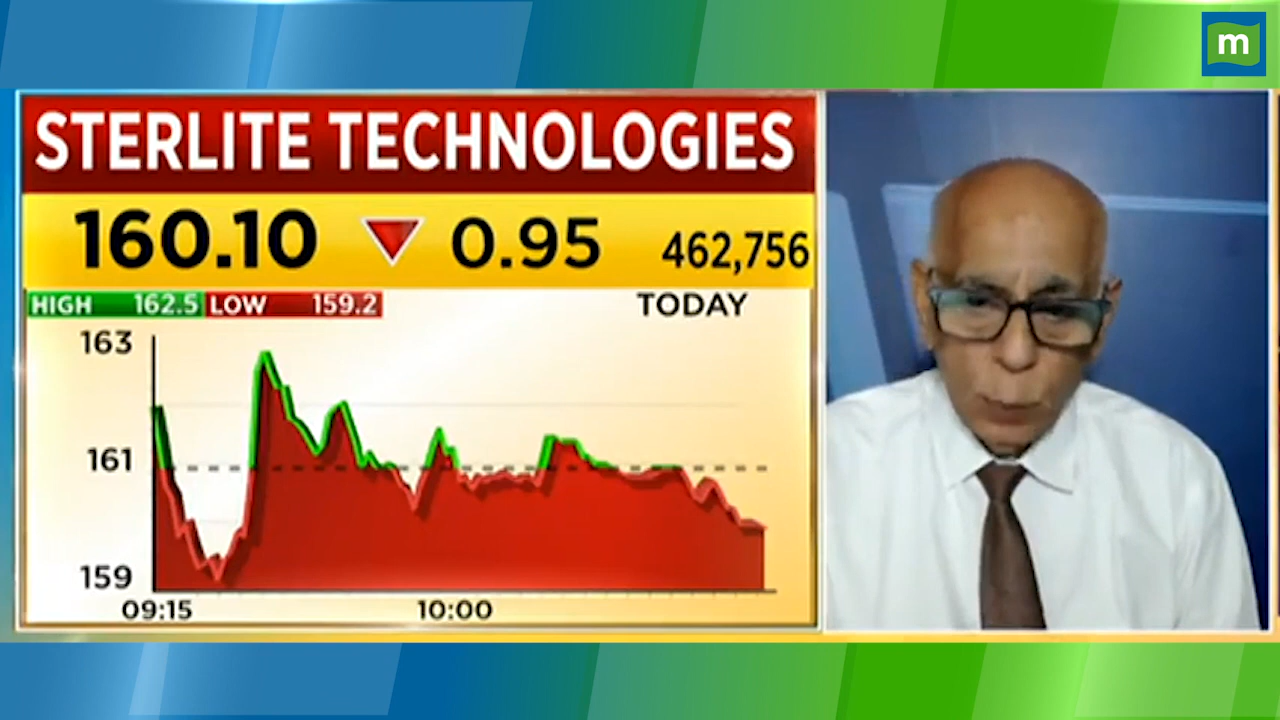 m
STERLITE TECHNOLOGIES
160.10 0.95 462,756
HIGH 162.5 LOW 159.2 TODAY
163
161
159
09:15 10:00